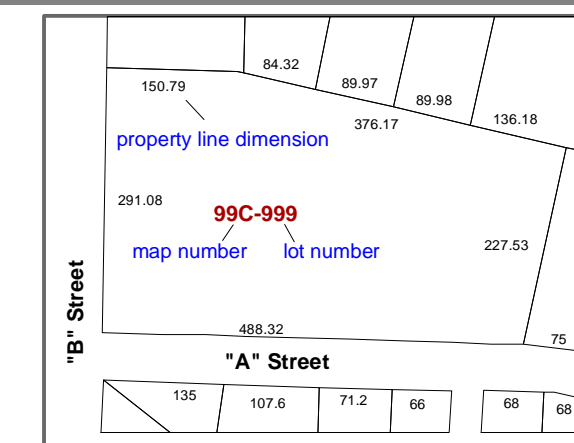 84.32
150.79
89.97
89.98
376.17
136.18
property line dimension
291.08
99C-999
map number
lot number
227.53
"B" Street
488.32
75
"A" Street
135
107.6
71.2
66
68
68